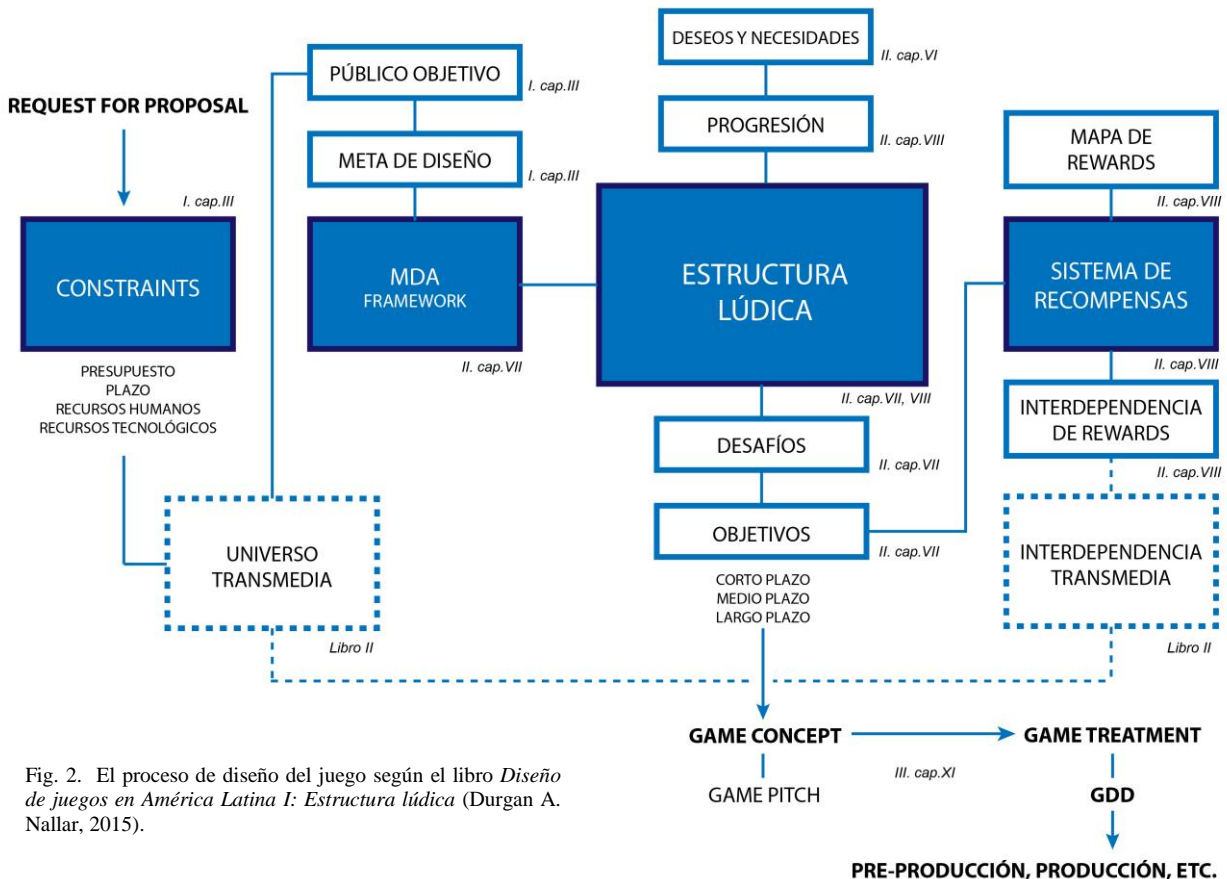 REQUEST FOR PROPOSAL
I. cap.III
CONSTRAINTS
PRESUPUESTO
PLAZO
RECURSOS HUMANOS
RECURSOS TECNOLÓGICOS
UNIVERSO
TRANSMEDIA
Libro II
PÚBLICO OBJETIVO
I. cap.III
META DE DISEÑO
I. cap.III
MDA
FRAMEWORK
II. cap.VII
DESEOS Y NECESIDADES
II. cap.VI
PROGRESIÓN
II. cap.VIII
ESTRUCTURA
LÚDICA
II. cap.VII, VIII
DESAFÍOS
II. cap.VII
OBJETIVOS
II. cap.VII
CORTO PLAZO
MEDIO PLAZO
LARGO PLAZO
MAPA DE
REWARDS
II. cap.VIII
SISTEMA DE
RECOMPENSAS
II. cap.VIII
INTERDEPENDENCIA
DE REWARDS
II. cap.VIII
INTERDEPENDENCIA
TRANSMEDIA
Libro II
GAME CONCEPT
GAME PITCH
III. cap.XI
GAME TREATMENT
GDD
PRE-PRODUCCIÓN, PRODUCCIÓN, ETC.
Fig. 2. El proceso de diseño del juego según el libro Diseño
de juegos en América Latina I: Estructura lúdica (Durgan A.
Nallar, 2015).